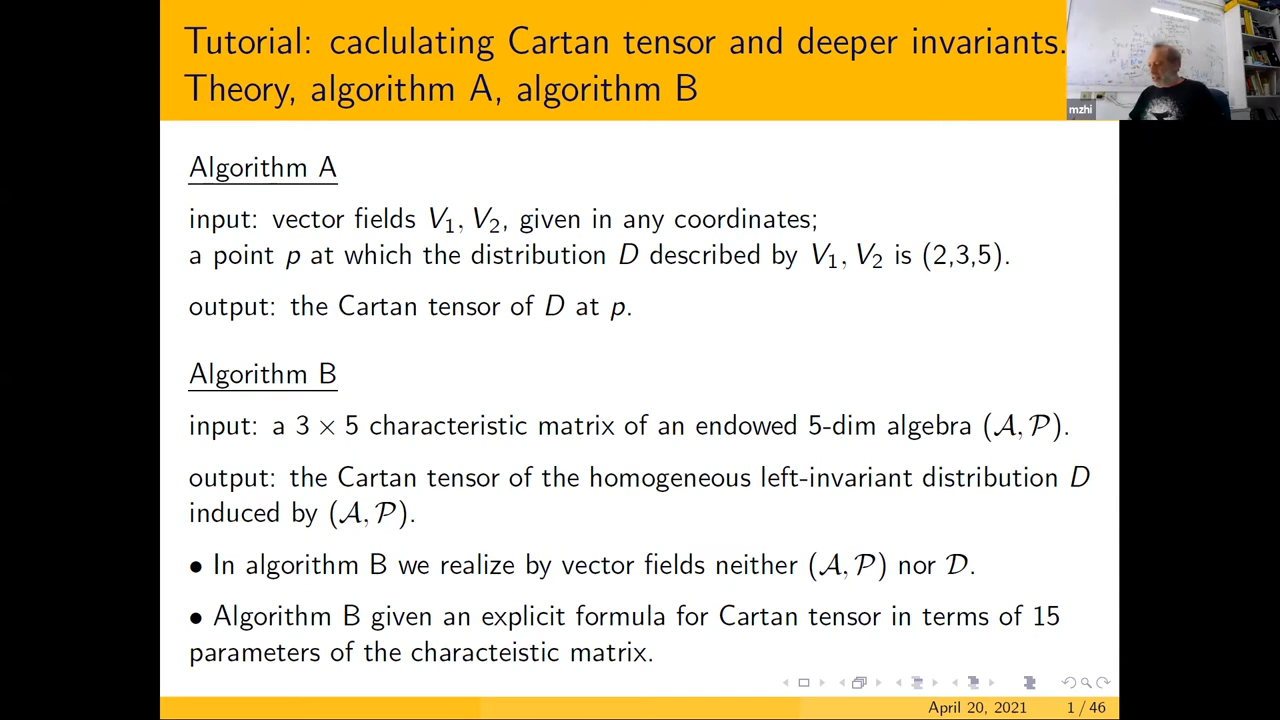 Tutorial: caclulating Cartan tensor and deeper invariants.
Theory, algorithm A, algorithm B
mzhi
Algorithm A
input: vector fields V₁, V₂, given in any coordinates;
a point p at which the distribution D described by V₁, V₂ is (2,3,5).
output: the Cartan tensor of D at p.
Algorithm B
input: a 3 × 5 characteristic matrix of an endowed 5-dim algebra (𝒜, 𝒫).
output: the Cartan tensor of the homogeneous left-invariant distribution D
induced by (𝒜, 𝒫).
• In algorithm B we realize by vector fields neither (𝒜, 𝒫) nor 𝒟.
• Algorithm B given an explicit formula for Cartan tensor in terms of 15
parameters of the characteistic matrix.
April 20, 2021 1 / 46